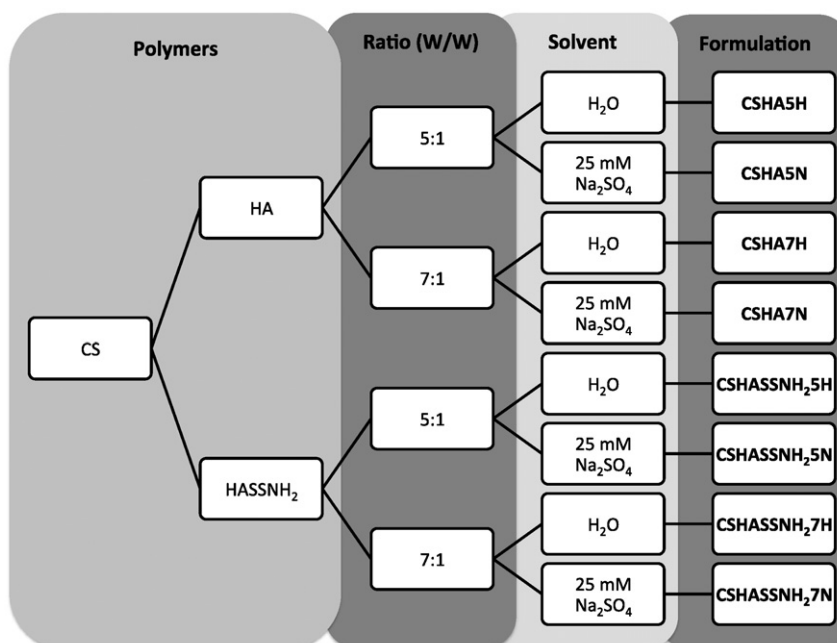 Polymers
Ratio (W/W)
Solvent
Formulation
CS
HA
HASSNH₂
5:1
7:1
5:1
7:1
H₂O
25 mM
Na₂SO₄
H₂O
25 mM
Na₂SO₄
H₂O
25 mM
Na₂SO₄
H₂O
25 mM
Na₂SO₄
CSHA5H
CSHA5N
CSHA7H
CSHA7N
CSHASSNH₂5H
CSHASSNH₂5N
CSHASSNH₂7H
CSHASSNH₂7N